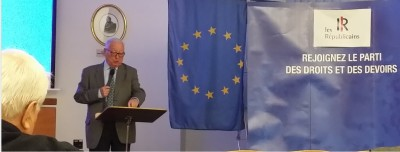 les
Républicains
REJOIGNEZ LE PARTI
DES DROITS ET DES DEVOIRS